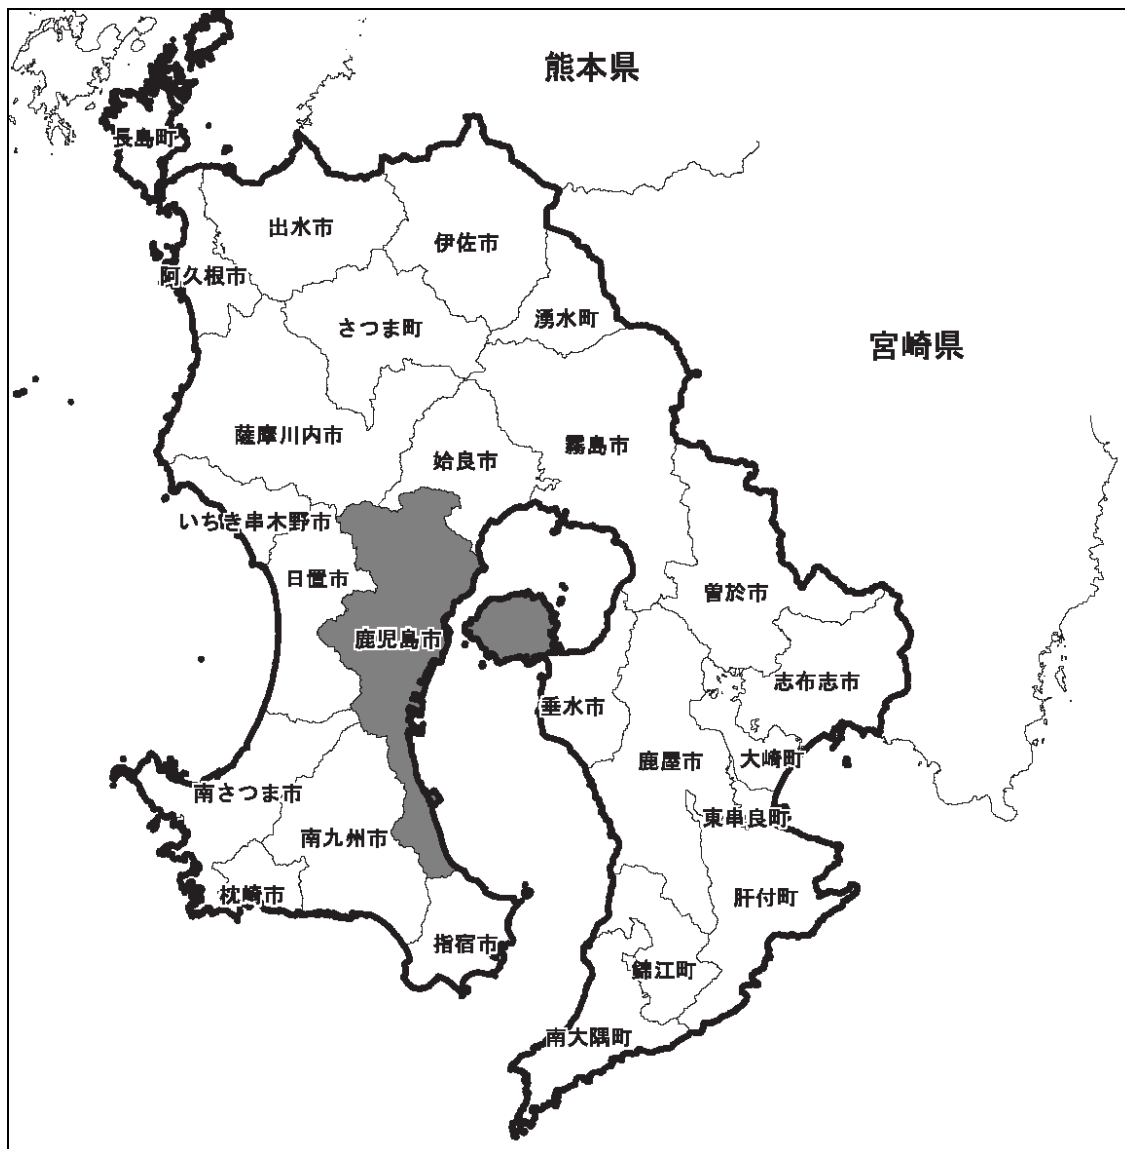 熊本県
長島町
出水市
伊佐市
阿久根市
湧水町
さつま町
宮崎県
薩摩川内市
霧島市
姶良市
いちき串木野市
日置市
曽於市
鹿児島市
志布志市
垂水市
大崎町
鹿屋市
南さつま市
東串良町
南九州市
枕崎市
肝付町
指宿市
錦江町
南大隅町